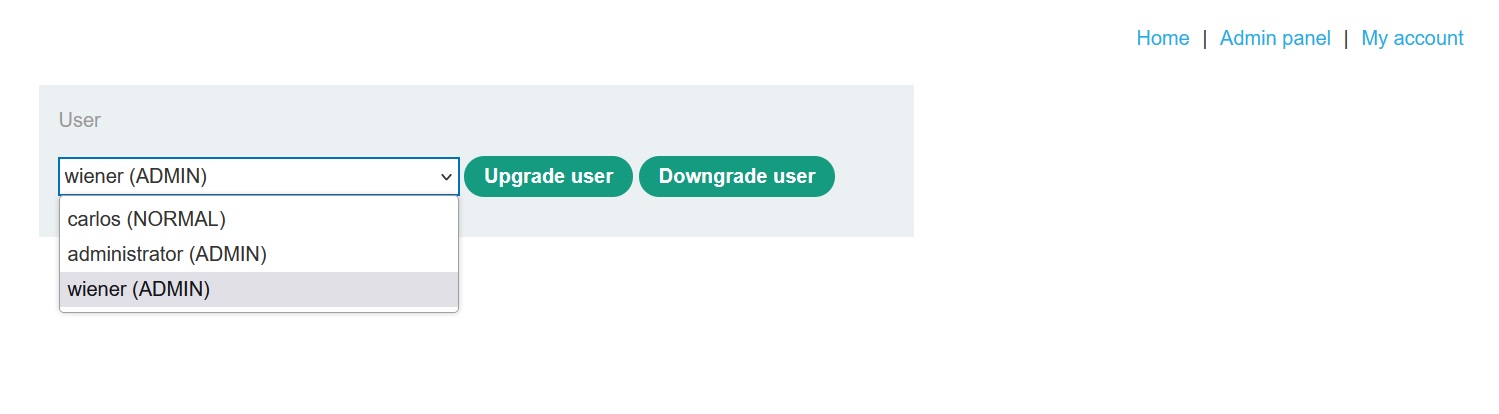 Home | Admin panel | My account
User
wiener (ADMIN) Upgrade user Downgrade user
carlos (NORMAL)
administrator (ADMIN)
wiener (ADMIN)